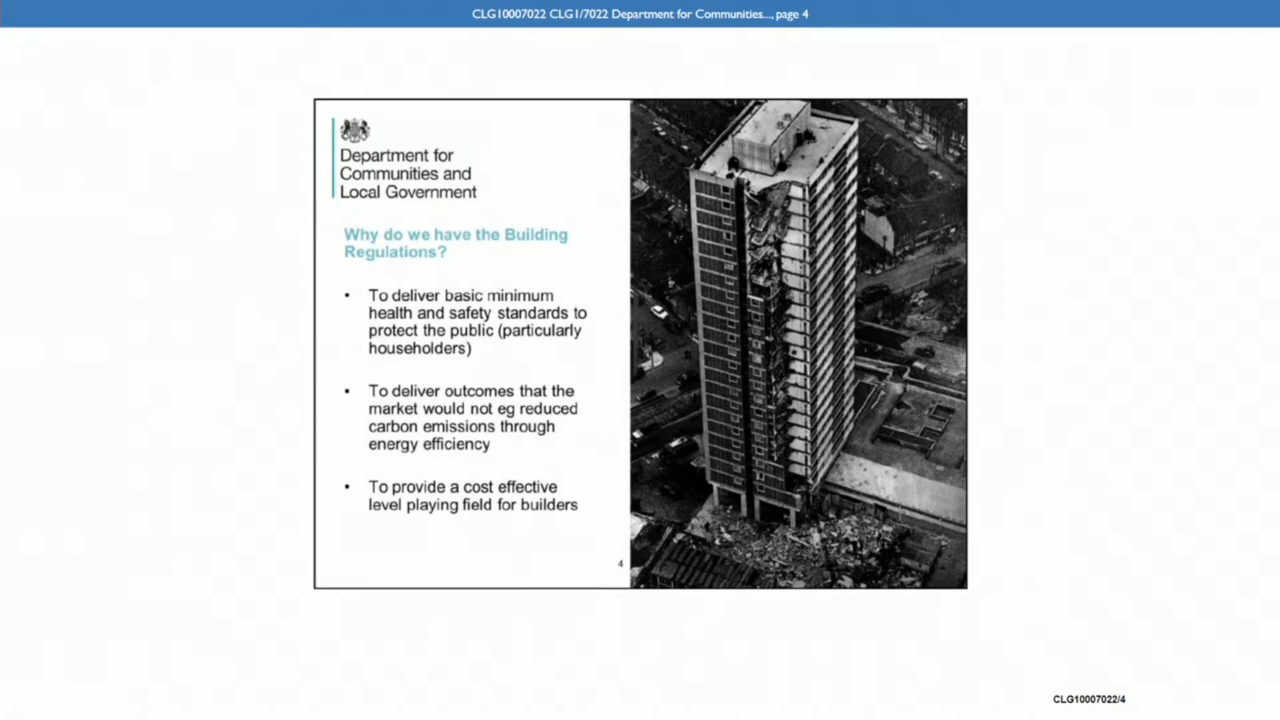 CLG10007022 CLG1/7022 Department for Communities..., page 4
Department for
Communities and
Local Government
Why do we have the Building
Regulations?
• To deliver basic minimum
health and safety standards to
protect the public (particularly
householders)
• To deliver outcomes that the
market would not eg reduced
carbon emissions through
energy efficiency
• To provide a cost effective
level playing field for builders
4
CLG10007022/4